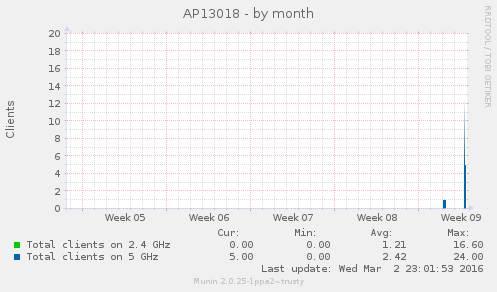 AP13018 - by month
RRDTOOL / TOBI OETIKER
Clients
20
18
16
14
12
10
8
6
4
2
0
Week 05 Week 06 Week 07 Week 08 Week 09
Cur: Min: Avg: Max:
Total clients on 2.4 GHz 0.00 0.00 1.21 16.60
Total clients on 5 GHz 5.00 0.00 2.42 24.00
Last update: Wed Mar 2 23:01:53 2016
Munin 2.0.25-1ppa2~trusty